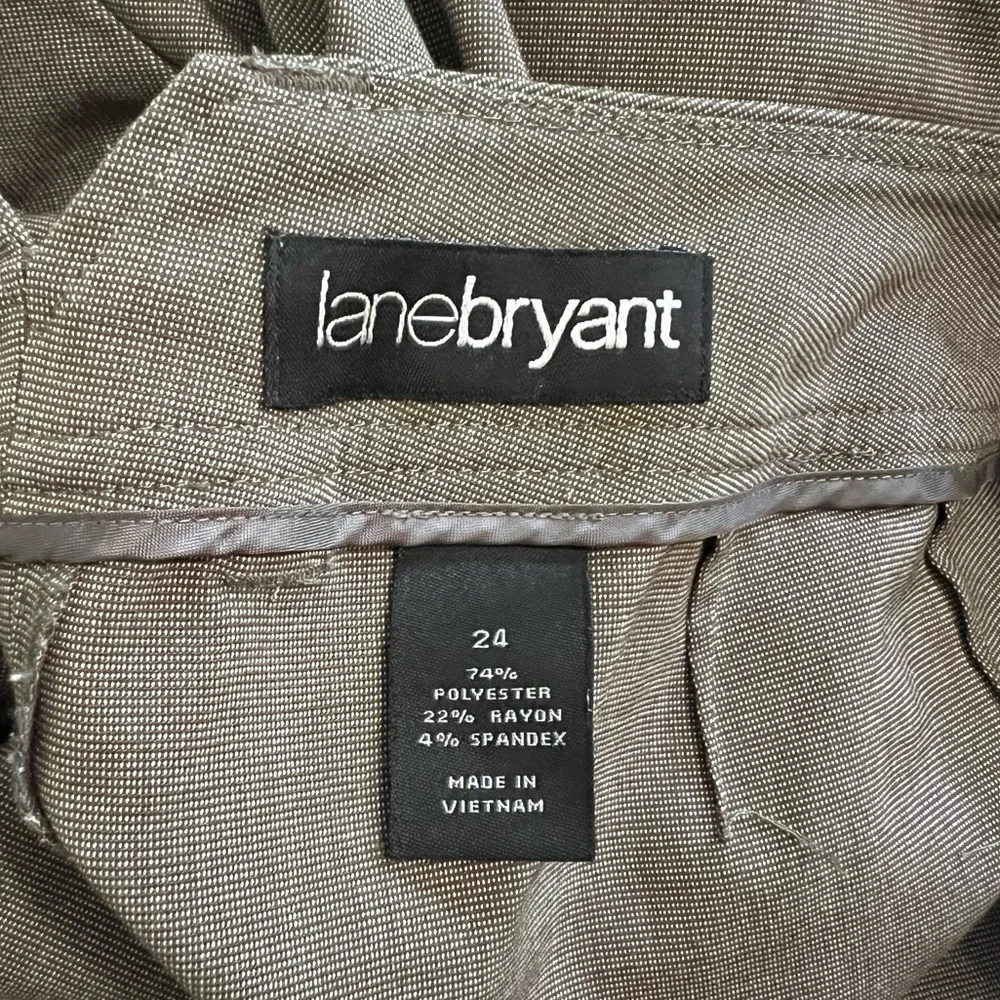 lanebryant
24
74%
POLYESTER
22% RAYON
4% SPANDEX
MADE IN
VIETNAM